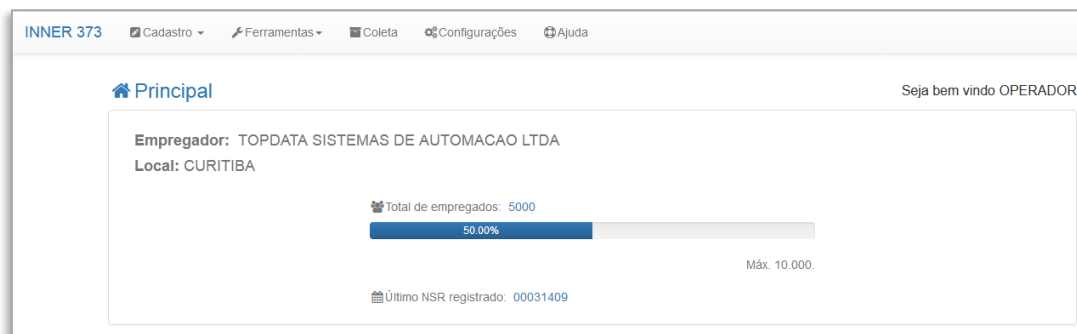 INNER 373 Cadastro Ferramentas Coleta Configurações Ajuda
Principal
Seja bem vindo OPERADOR
Empregador: TOPDATA SISTEMAS DE AUTOMACAO LTDA
Local: CURITIBA
Total de empregados: 5000
50.00%
Máx. 10.000.
Último NSR registrado: 00031409